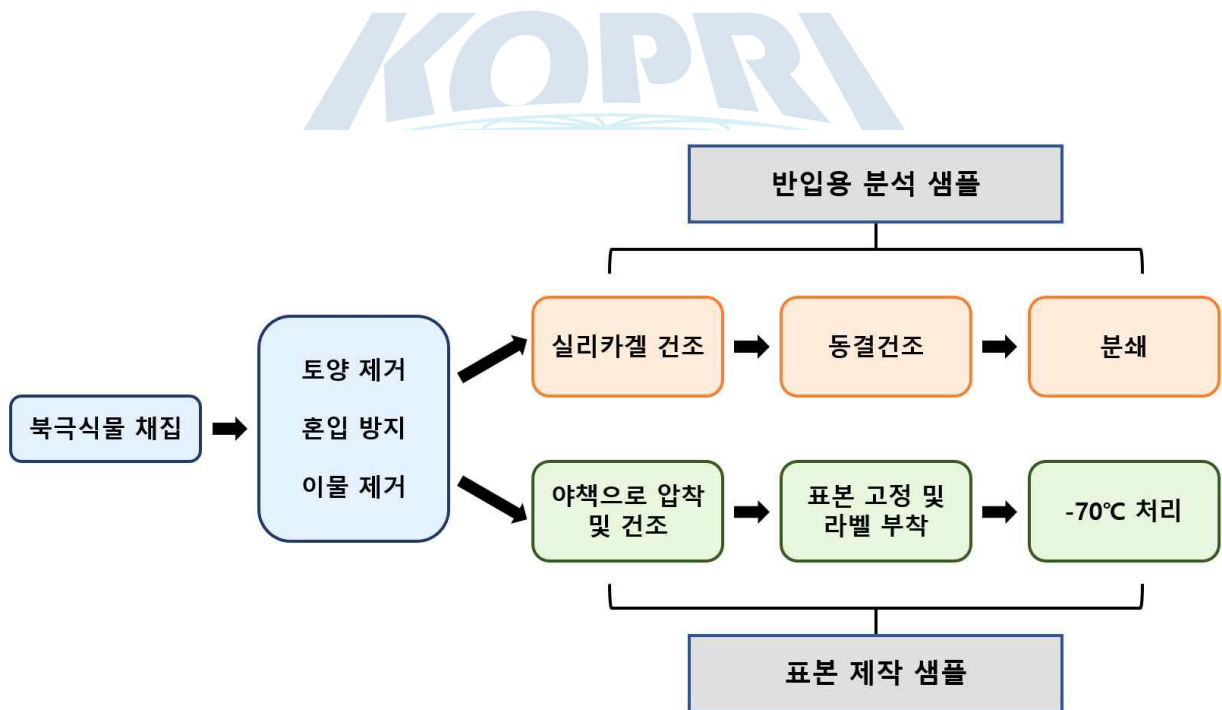 KOPRI
반입용 분석 샘플
실리카겔 건조
동결건조
분쇄
북극식물 채집
토양 제거
혼입 방지
이물 제거
야책으로 압착
및 건조
표본 고정 및
라벨 부착
-70℃ 처리
표본 제작 샘플